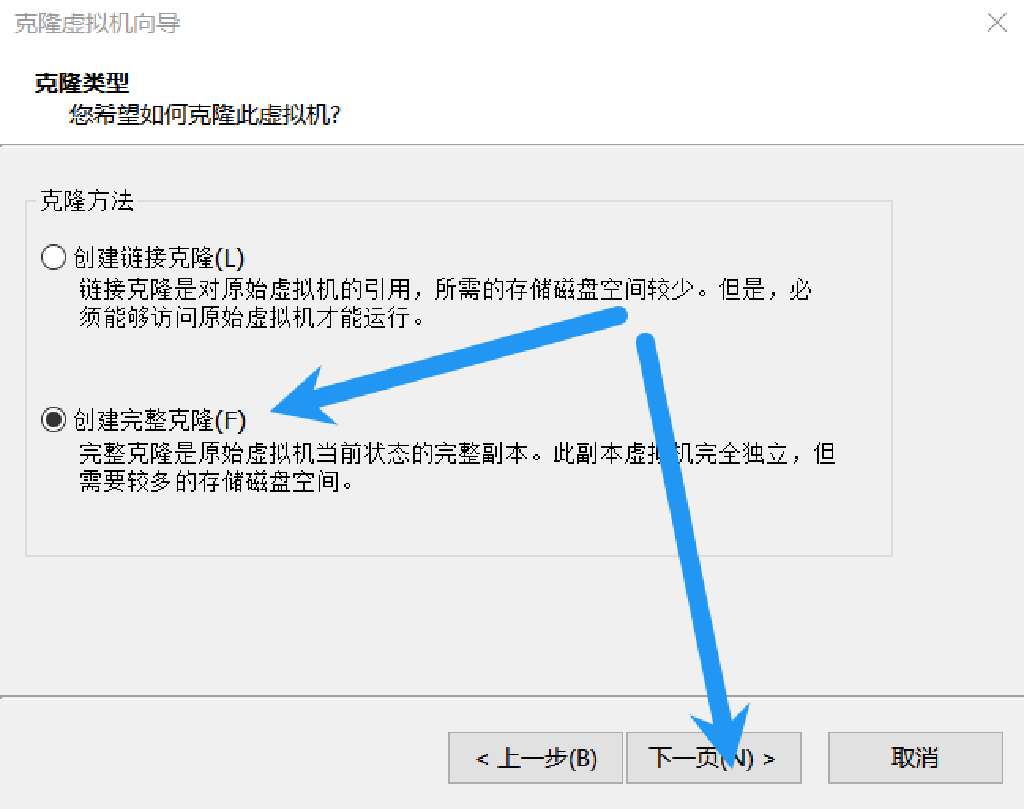 克隆虚拟机向导
克隆类型
您希望如何克隆此虚拟机?
克隆方法
创建链接克隆(L)
链接克隆是对原始虚拟机的引用，所需的存储磁盘空间较少。但是，必
须能够访问原始虚拟机才能运行。
创建完整克隆(F)
完整克隆是原始虚拟机当前状态的完整副本。此副本虚拟机完全独立，但
需要较多的存储磁盘空间。
< 上一步(B)
下一页(N) >
取消